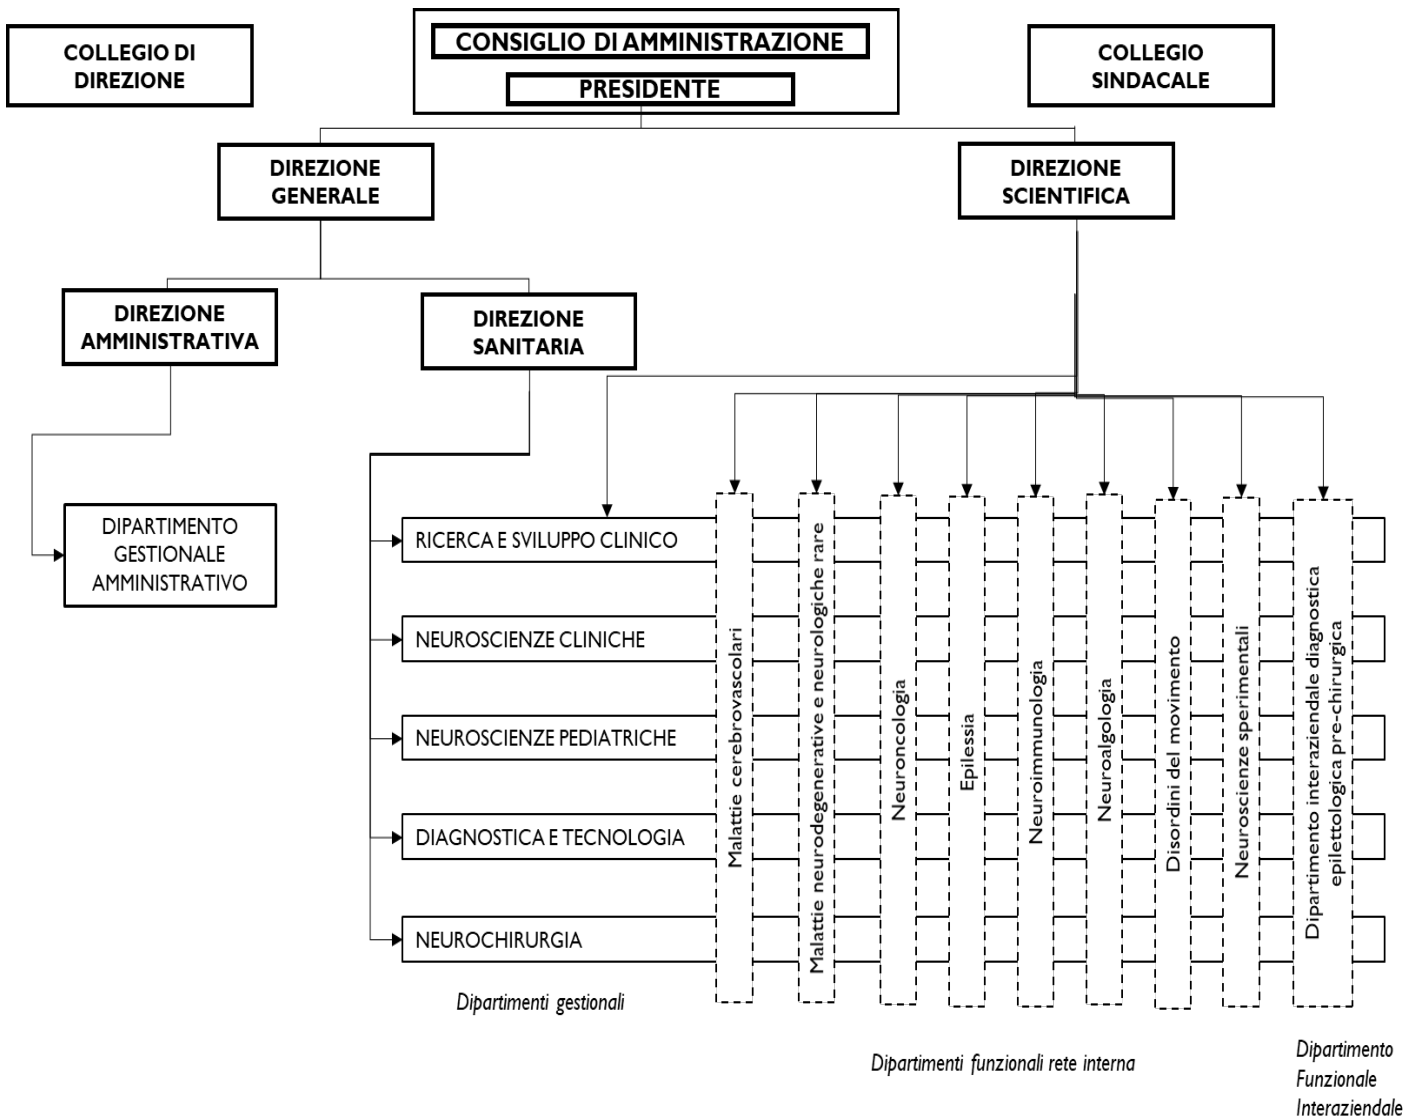 COLLEGIO DI
DIREZIONE
CONSIGLIO DI AMMINISTRAZIONE
PRESIDENTE
COLLEGIO
SINDACALE
DIREZIONE
GENERALE
DIREZIONE
SCIENTIFICA
DIREZIONE
AMMINISTRATIVA
DIREZIONE
SANITARIA
DIPARTIMENTO
GESTIONALE
AMMINISTRATIVO
RICERCA E SVILUPPO CLINICO
NEUROSCIENZE CLINICHE
NEUROSCIENZE PEDIATRICHE
DIAGNOSTICA E TECNOLOGIA
NEUROCHIRURGIA
Malattie cerebrovascolari
Malattie neurodegenerative e neurologiche rare
Neuroncologia
Epilessia
Neuroimmunologia
Neuroalgologia
Disordini del movimento
Neuroscienze sperimentali
Dipartimento interaziendale diagnostica
epilettologica pre-chirurgica
Dipartimenti gestionali
Dipartimenti funzionali rete interna
Dipartimento
Funzionale
Interaziendale